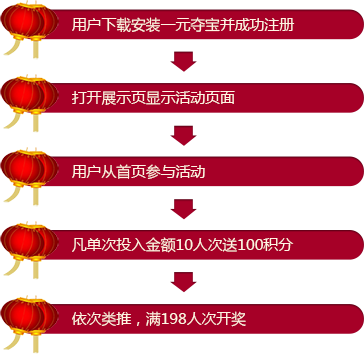 用户下载安装一元夺宝并成功注册
打开展示页显示活动页面
用户从首页参与活动
凡单次投入金额10人次送100积分
依次类推，满198人次开奖